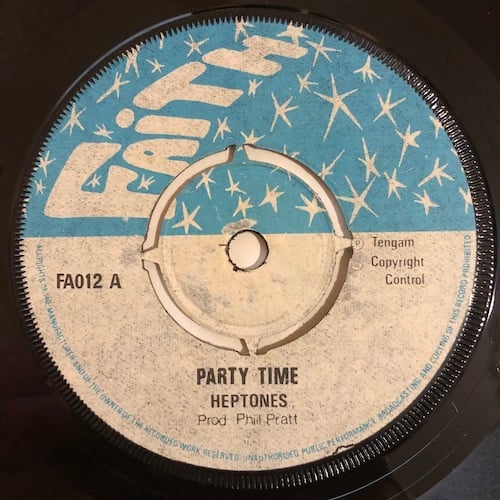 FAITH
FA012 A
℗ Tengam
© Copyright
Control
PARTY TIME
HEPTONES
Prod. Phill Pratt
ALL RIGHTS OF THE MANUFACTURER AND OF THE OWNER OF THE RECORDED WORK RESERVED. UNAUTHORISED PUBLIC PERFORMANCE BROADCASTING AND COPYING OF THIS RECORD PROHIBITED